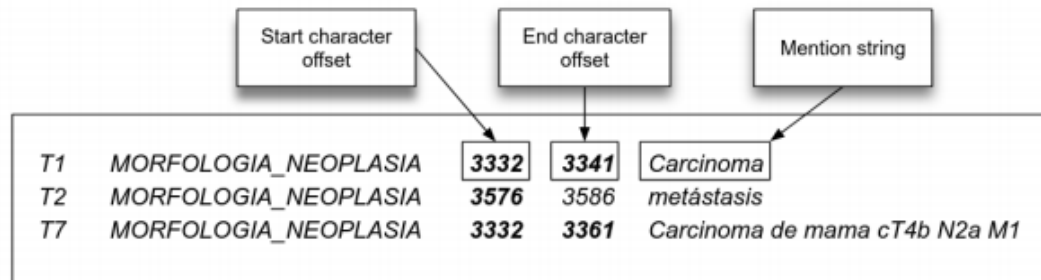 Start character
offset
End character
offset
Mention string
T1 MORFOLOGIA_NEOPLASIA 3332 3341 Carcinoma
T2 MORFOLOGIA_NEOPLASIA 3576 3586 metástasis
T7 MORFOLOGIA_NEOPLASIA 3332 3361 Carcinoma de mama cT4b N2a M1